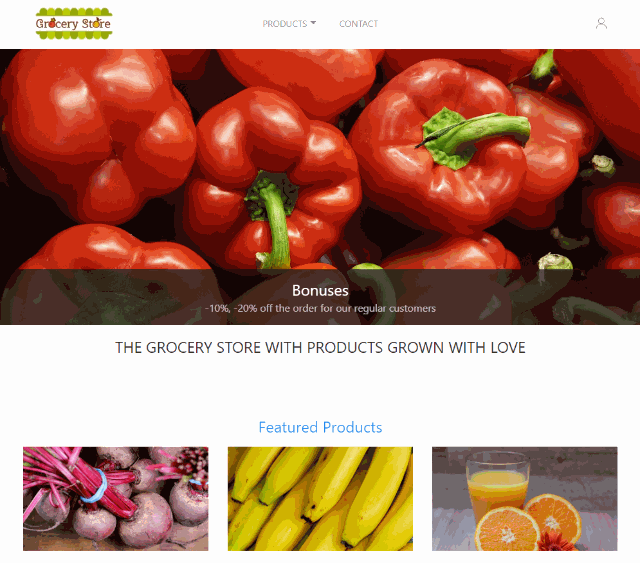 Grocery Store
PRODUCTS
CONTACT
Bonuses
-10%, -20% off the order for our regular customers
THE GROCERY STORE WITH PRODUCTS GROWN WITH LOVE
Featured Products